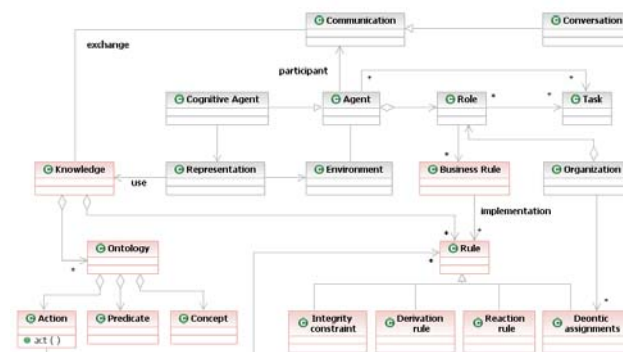 Communication
Conversation
exchange
participant
*
*
Cognitive Agent
Agent
Role
*
*
Task
*
Knowledge
Representation
Environment
Business Rule
Organization
use
implementation
*
*
*
Ontology
Rule
*
*
Action
Predicate
Concept
Integrity
constraint
Derivation
rule
Reaction
rule
Deontic
assignments
act ()